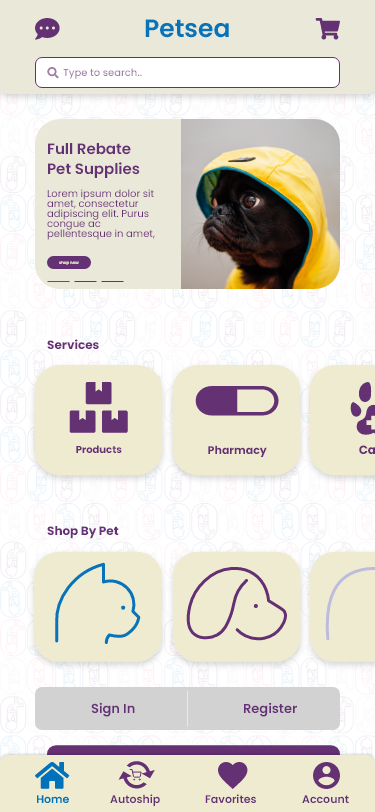 Petsea
Type to search..
Full Rebate
Pet Supplies
Lorem ipsum dolor sit
amet, consectetur
adipiscing elit. Purus
congue ac
pellentesque in amet,
shop now
Services
Products
Pharmacy
Ca
Shop By Pet
Sign In
Register
Home
Autoship
Favorites
Account